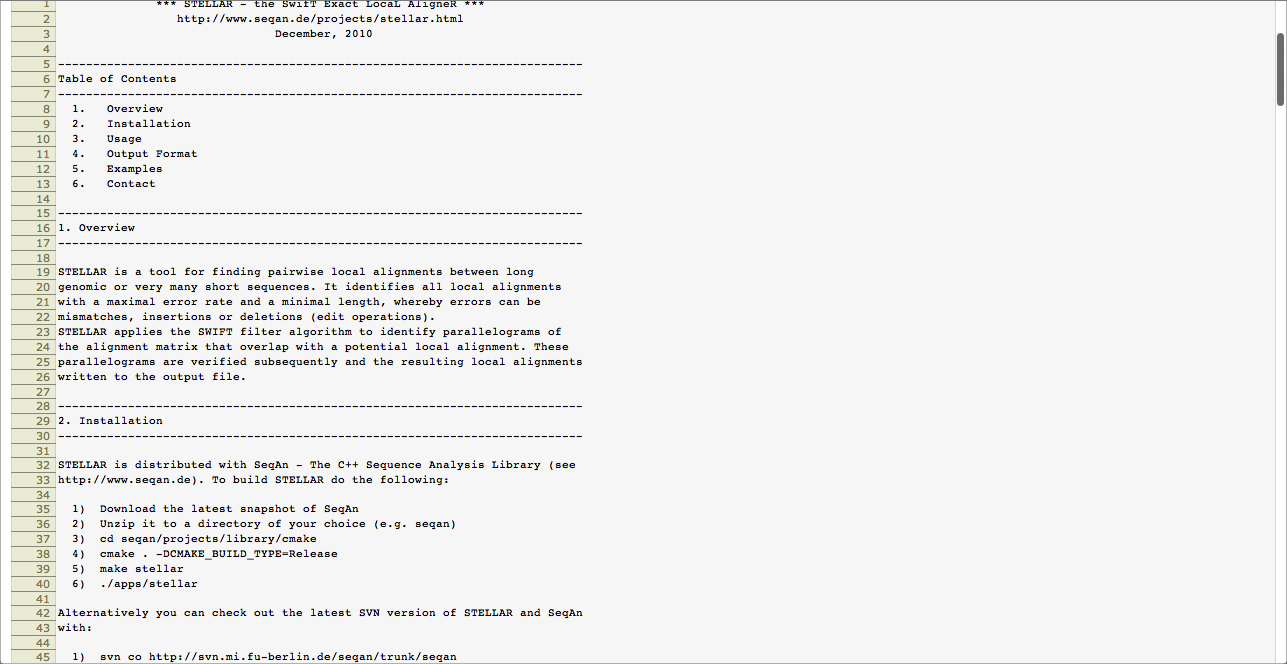 1 *** STELLAR - the SwifT Exact LocaL AligneR ***
2 http://www.seqan.de/projects/stellar.html
3 December, 2010
4
5 ---------------------------------------------------------------------------
6 Table of Contents
7 ---------------------------------------------------------------------------
8 1. Overview
9 2. Installation
10 3. Usage
11 4. Output Format
12 5. Examples
13 6. Contact
14
15 ---------------------------------------------------------------------------
16 1. Overview
17 ---------------------------------------------------------------------------
18
19 STELLAR is a tool for finding pairwise local alignments between long
20 genomic or very many short sequences. It identifies all local alignments
21 with a maximal error rate and a minimal length, whereby errors can be
22 mismatches, insertions or deletions (edit operations).
23 STELLAR applies the SWIFT filter algorithm to identify parallelograms of
24 the alignment matrix that overlap with a potential local alignment. These
25 parallelograms are verified subsequently and the resulting local alignments
26 written to the output file.
27
28 ---------------------------------------------------------------------------
29 2. Installation
30 ---------------------------------------------------------------------------
31
32 STELLAR is distributed with SeqAn - The C++ Sequence Analysis Library (see
33 http://www.seqan.de). To build STELLAR do the following:
34
35 1) Download the latest snapshot of SeqAn
36 2) Unzip it to a directory of your choice (e.g. seqan)
37 3) cd seqan/projects/library/cmake
38 4) cmake . -DCMAKE_BUILD_TYPE=Release
39 5) make stellar
40 6) ./apps/stellar
41
42 Alternatively you can check out the latest SVN version of STELLAR and SeqAn
43 with:
44
45 1) svn co http://svn.mi.fu-berlin.de/seqan/trunk/seqan